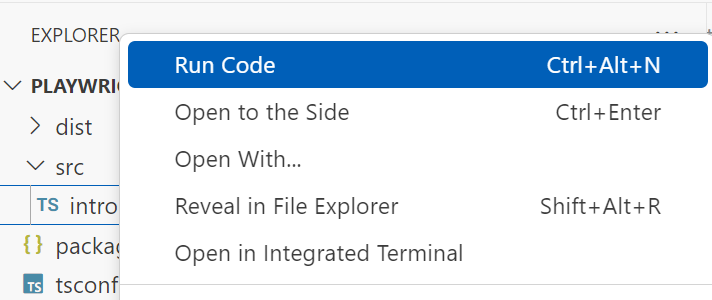 EXPLORER
Run Code Ctrl+Alt+N
PLAYWRI
Open to the Side Ctrl+Enter
dist
Open With...
src
TS intro
Reveal in File Explorer Shift+Alt+R
{} packag
Open in Integrated Terminal
TS tsconf